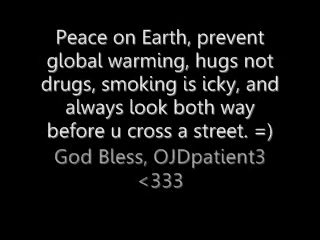 Peace on Earth, prevent
global warming, hugs not
drugs, smoking is icky, and
always look both way
before u cross a street. =)
God Bless, OJDpatient3
<333